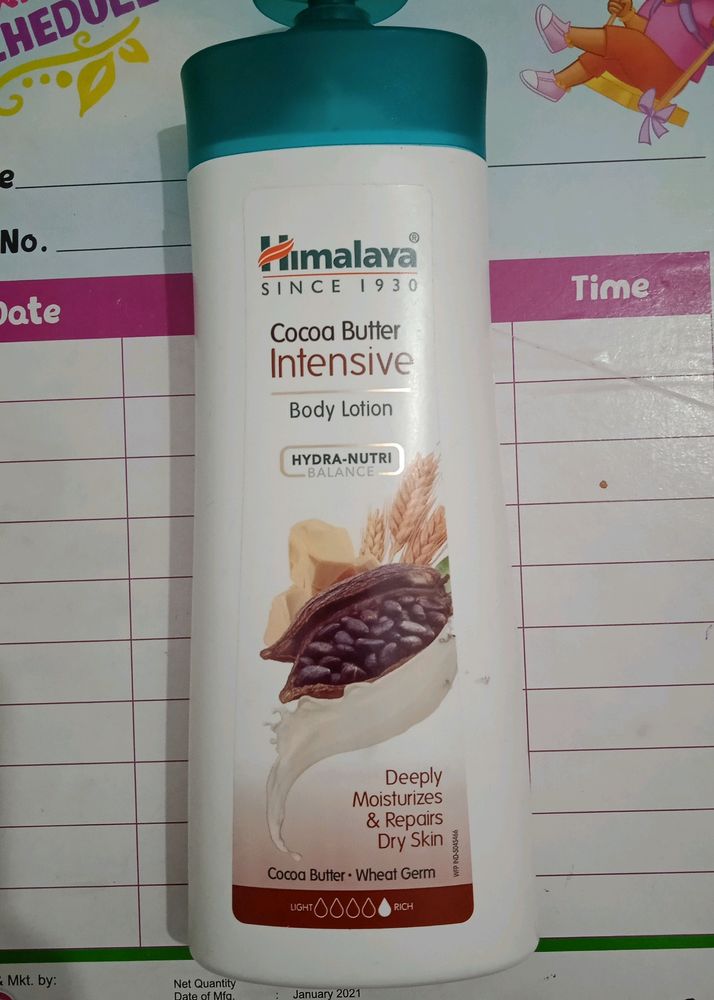 SCHEDULE
No.
Date
Time
Himalaya®
SINCE 1930
Cocoa Butter
Intensive
Body Lotion
HYDRA-NUTRI
BALANCE
Deeply
Moisturizes
& Repairs
Dry Skin
Cocoa Butter • Wheat Germ
LIGHT RICH
& Mkt. by:
Net Quantity
Date of Mfg. : January 2021